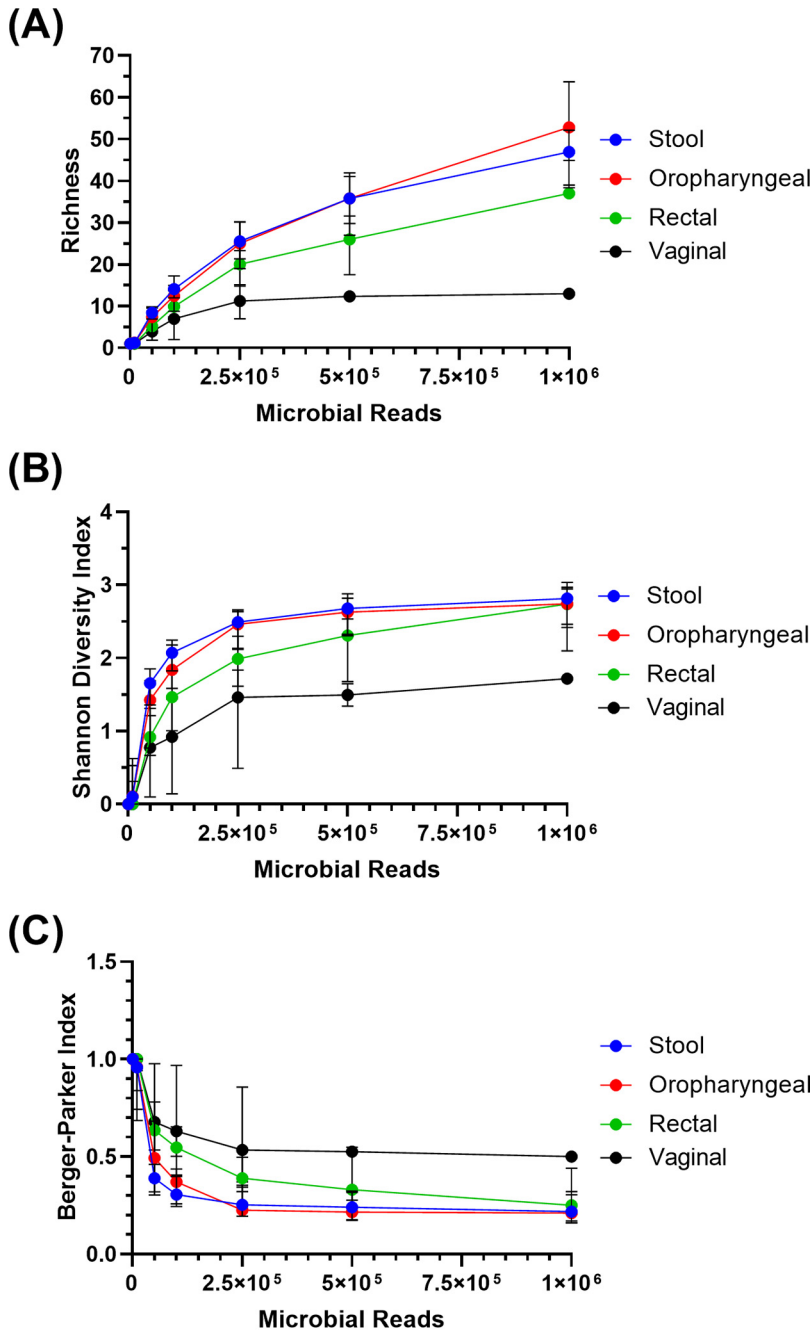 (A)
70
60
50
40
30
20
10
0
Richness
0 2.5×10⁵ 5×10⁵ 7.5×10⁵ 1×10⁶
Microbial Reads
Stool
Oropharyngeal
Rectal
Vaginal
(B)
4
3
2
1
0
Shannon Diversity Index
0 2.5×10⁵ 5×10⁵ 7.5×10⁵ 1×10⁶
Microbial Reads
Stool
Oropharyngeal
Rectal
Vaginal
(C)
1.5
1.0
0.5
0.0
Berger-Parker Index
0 2.5×10⁵ 5×10⁵ 7.5×10⁵ 1×10⁶
Microbial Reads
Stool
Oropharyngeal
Rectal
Vaginal